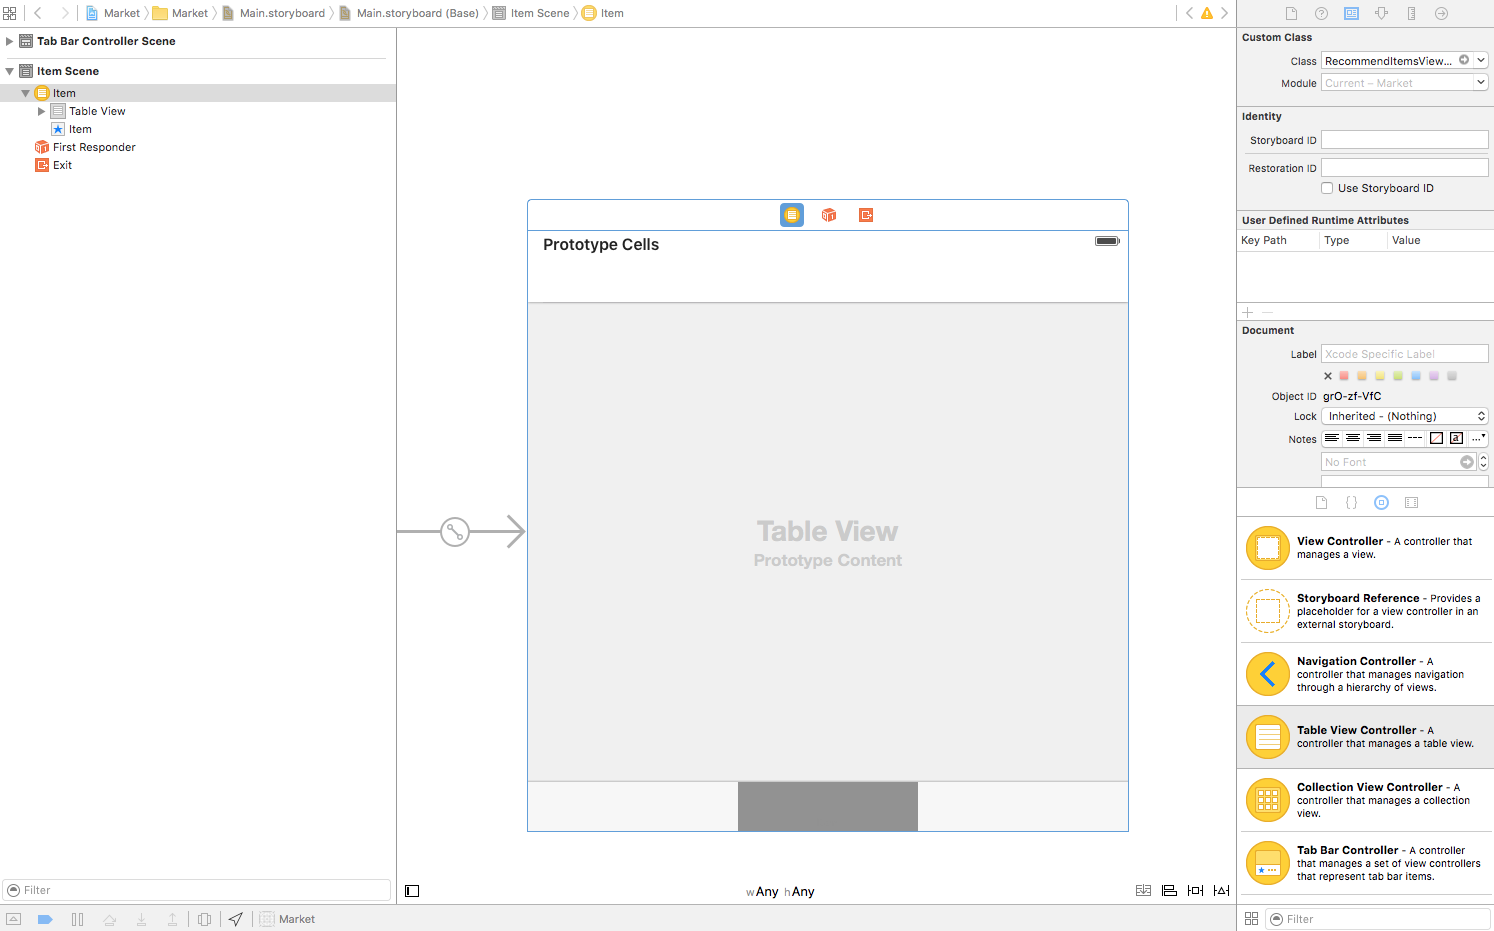 Market Market Main.storyboard Main.storyboard (Base) Item Scene Item
Tab Bar Controller Scene
Item Scene
Item
Table View
Item
First Responder
Exit
Filter
Prototype Cells
Table View
Prototype Content
wAny hAny
Market
Custom Class
Class RecommendItemsView...
Module Current – Market
Identity
Storyboard ID
Restoration ID
Use Storyboard ID
User Defined Runtime Attributes
Key Path Type Value
Document
Label Xcode Specific Label
Object ID grO-zf-VfC
Lock Inherited - (Nothing)
Notes
No Font
View Controller - A controller that
manages a view.
Storyboard Reference - Provides a
placeholder for a view controller in an
external storyboard.
Navigation Controller - A
controller that manages navigation
through a hierarchy of views.
Table View Controller - A
controller that manages a table view.
Collection View Controller - A
controller that manages a collection
view.
Tab Bar Controller - A controller
that manages a set of view controllers
that represent tab bar items.
Filter